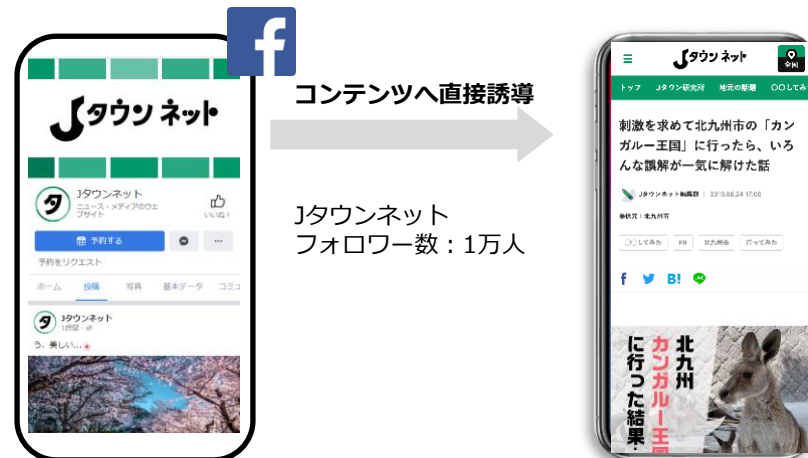 f
Jタウンネット
Jタウンネット
ニュース・メディアのウェ
ブサイト
いいね!
予約する
予約をリクエスト
ホーム 投稿 写真 基本データ コミュ
Jタウンネット
1時間
う、美しい...
コンテンツへ直接誘導
Jタウンネット
フォロワー数:1万人
Jタウンネット
全国
トップ Jタウン研究所 地元の話題 〇〇してみ
刺激を求めて北九州市の「カン
ガルー王国」に行ったら、いろ
んな誤解が一気に解けた話
Jタウンネット編集部 |
提供元:北九州市
〇〇してみた PR 北九州市 行ってみた
f B!
北九州
カンガルー王国
に行った結果